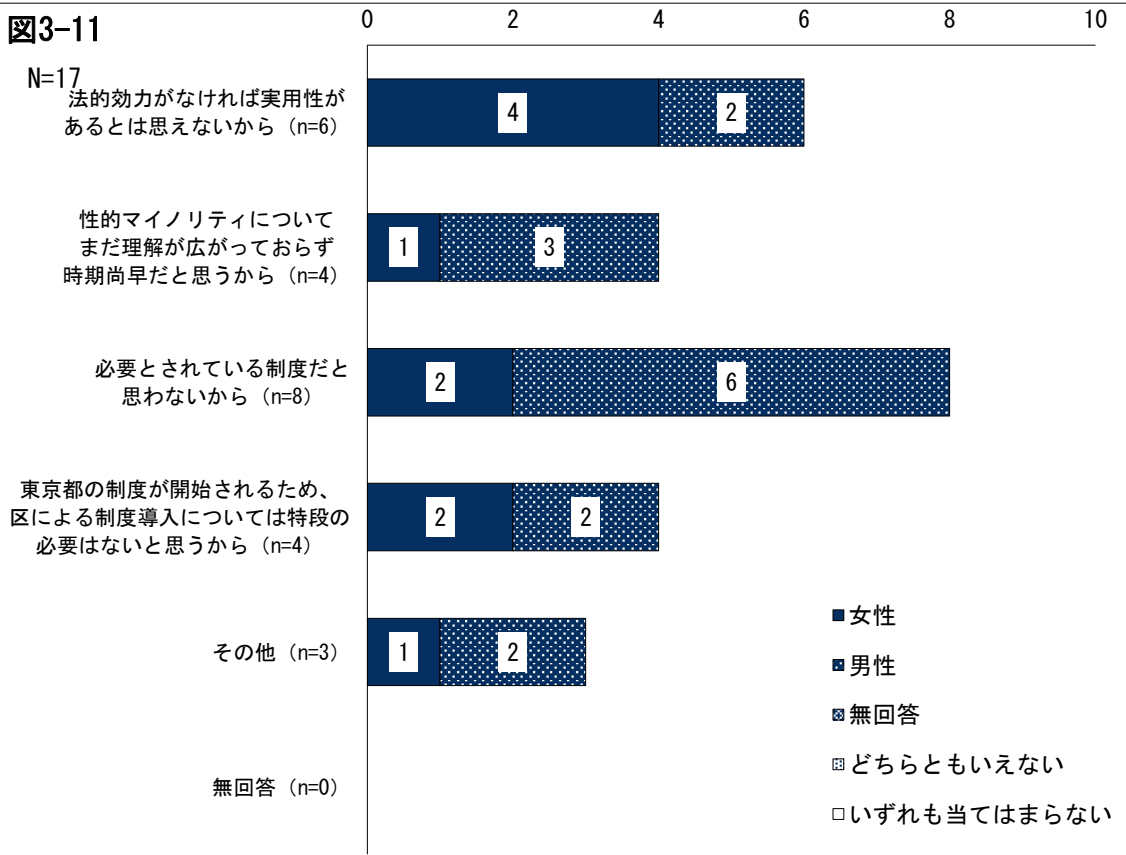 図3-11
N=17
0 2 4 6 8 10
法的効力がなければ実用性が
あるとは思えないから（n=6）
4 2
性的マイノリティについて
まだ理解が広がっておらず
時期尚早だと思うから（n=4）
1 3
必要とされている制度だと
思わないから（n=8）
2 6
東京都の制度が開始されるため、
区による制度導入については特段の
必要はないと思うから（n=4）
2 2
その他（n=3）
1 2
無回答（n=0）
女性
男性
無回答
どちらともいえない
いずれも当てはまらない